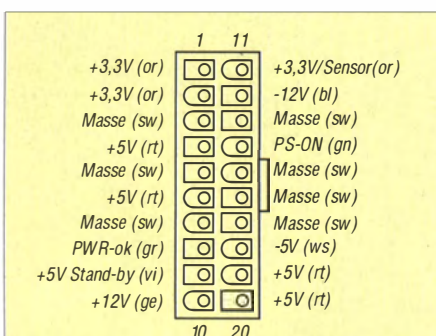 1 11
+3,3V (or) +3,3V/Sensor(or)
+3,3V (or) -12V (bl)
Masse (sw) Masse (sw)
+5V (rt) PS-ON (gn)
Masse (sw) Masse (sw)
+5V (rt) Masse (sw)
Masse (sw) Masse (sw)
PWR-ok (gr) -5V (ws)
+5V Stand-by (vi) +5V (rt)
+12V (ge) +5V (rt)
10 20